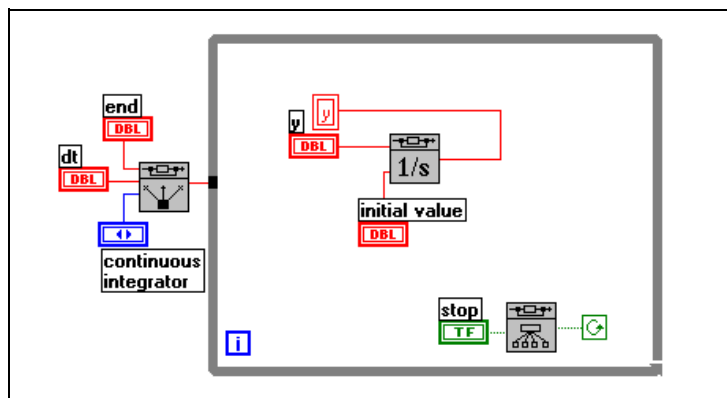 end
DBL
dt
DBL
continuous
integrator
y
y
DBL
1/s
initial value
DBL
stop
TF
i